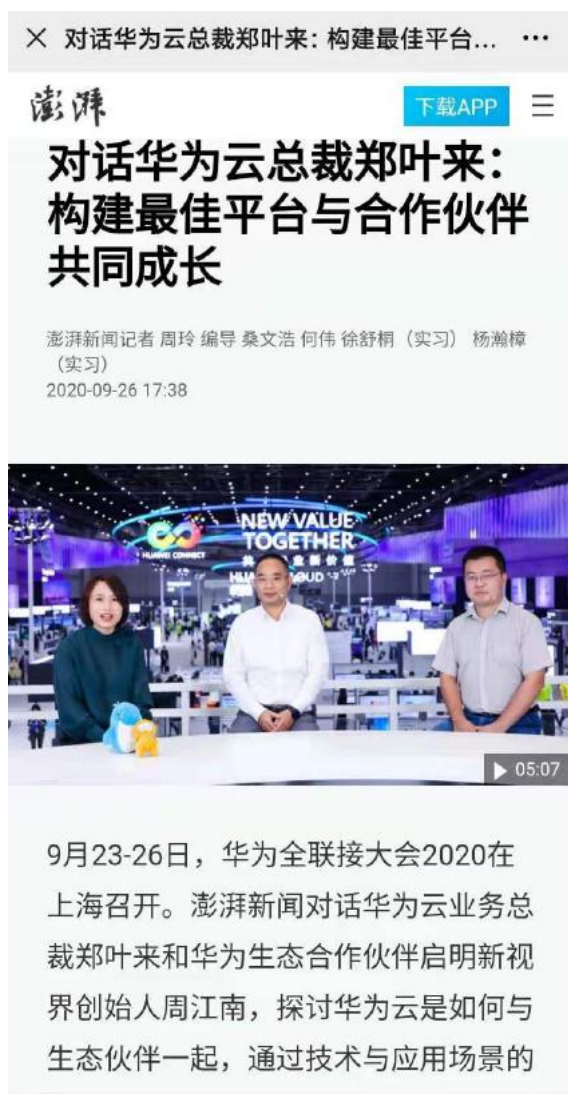 对话华为云总裁郑叶来：构建最佳平台...
澎湃
下载APP
对话华为云总裁郑叶来：
构建最佳平台与合作伙伴
共同成长
澎湃新闻记者 周玲 编导 桑文浩 何伟 徐舒桐（实习） 杨瀚樟
（实习）
2020-09-26 17:38
NEW VALUE
TOGETHER
HUAWEI CONNECT
05:07
9月23-26日，华为全联接大会2020在
上海召开。澎湃新闻对话华为云业务总
裁郑叶来和华为生态合作伙伴启明新视
界创始人周江南，探讨华为云是如何与
生态伙伴一起，通过技术与应用场景的